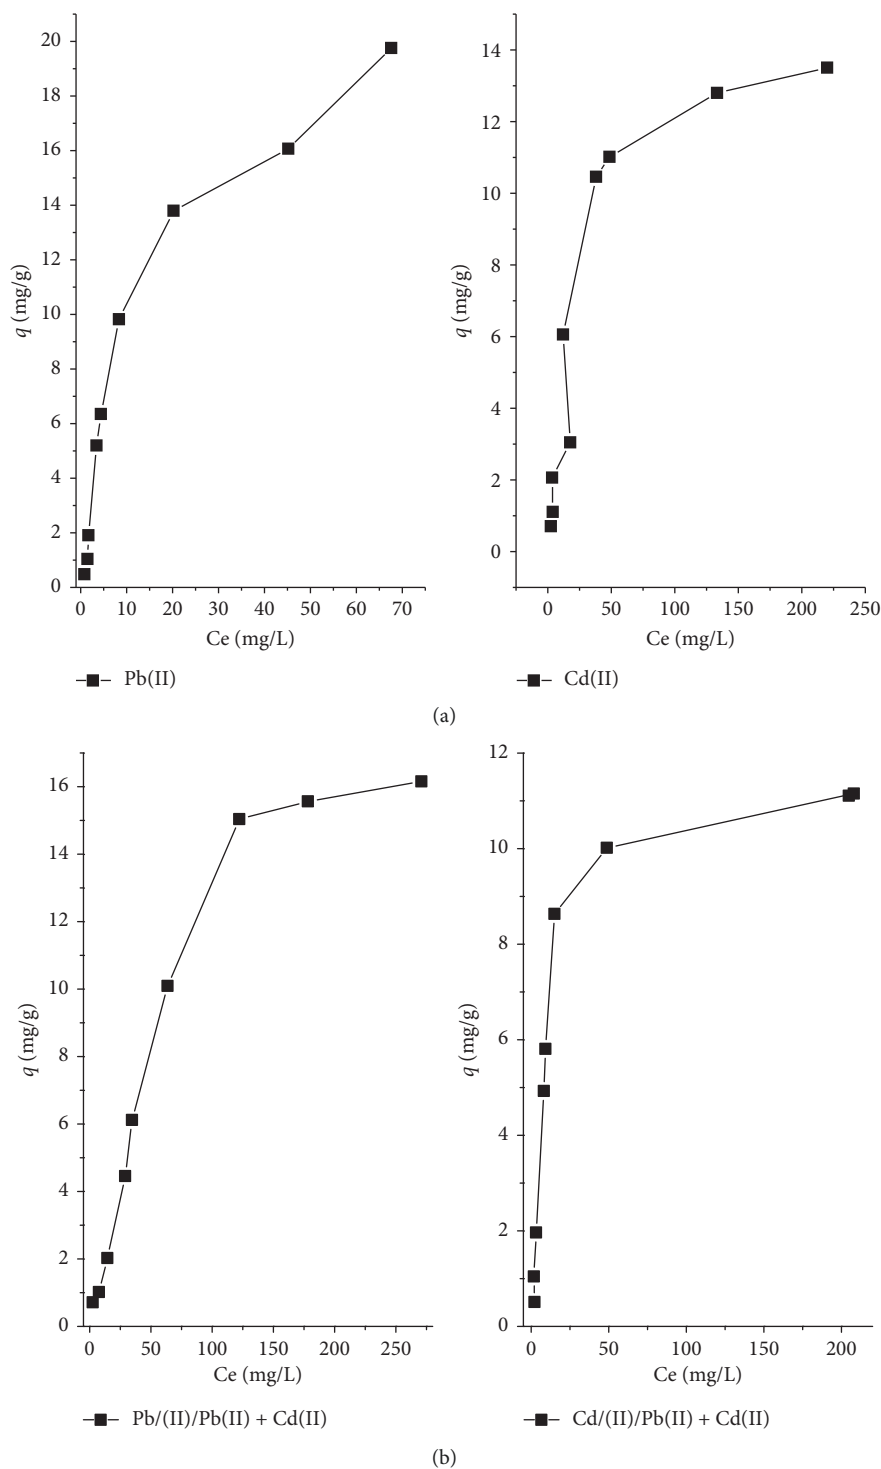 20
18
16
14
12
10
8
6
4
2
0
q (mg/g)
0 10 20 30 40 50 60 70
Ce (mg/L)
Pb(II)
14
12
10
8
6
4
2
0
q (mg/g)
0 50 100 150 200 250
Ce (mg/L)
Cd(II)
(a)
16
14
12
10
8
6
4
2
0
q (mg/g)
0 50 100 150 200 250
Ce (mg/L)
Pb/(II)/Pb(II) + Cd(II)
12
10
8
6
4
2
0
q (mg/g)
0 50 100 150 200
Ce (mg/L)
Cd/(II)/Pb(II) + Cd(II)
(b)